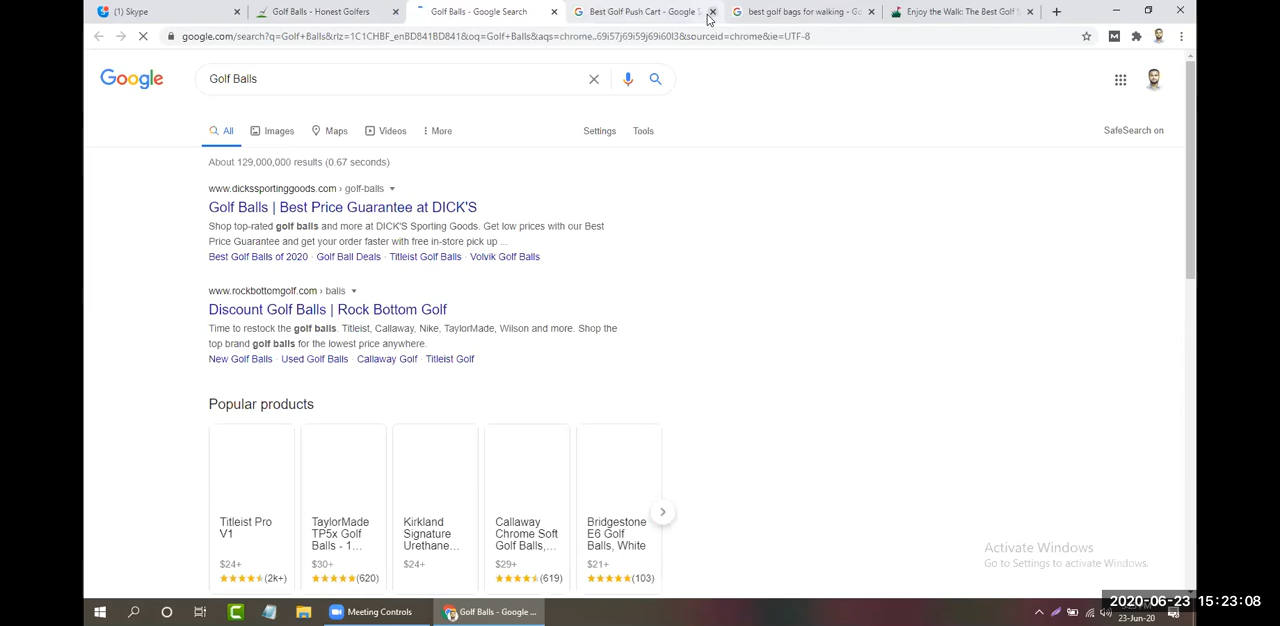 (1) Skype
Golf Balls - Honest Golfers
Golf Balls - Google Search
Best Golf Push Cart - Google S
best golf bags for walking - Go
Enjoy the Walk: The Best Golf S
google.com/search?q=Golf+Balls&rlz=1C1CHBF_enBD841BD841&oq=Golf+Balls&aqs=chrome..69i57j69i59j69i60l3&sourceid=chrome&ie=UTF-8
Google
Golf Balls
All Images Maps Videos More Settings Tools
SafeSearch on
About 129,000,000 results (0.67 seconds)
www.dickssportinggoods.com › golf-balls
Golf Balls | Best Price Guarantee at DICK'S
Shop top-rated golf balls and more at DICK'S Sporting Goods. Get low prices with our Best
Price Guarantee and get your order faster with free in-store pick up ...
Best Golf Balls of 2020 · Golf Ball Deals · Titleist Golf Balls · Volvik Golf Balls
www.rockbottomgolf.com › balls
Discount Golf Balls | Rock Bottom Golf
Time to restock the golf balls. Titleist, Callaway, Nike, TaylorMade, Wilson and more. Shop the
top brand golf balls for the lowest price anywhere.
New Golf Balls · Used Golf Balls · Callaway Golf · Titleist Golf
Popular products
Titleist Pro
V1
$24+
(2k+)
TaylorMade
TP5x Golf
Balls - 1...
$30+
(620)
Kirkland
Signature
Urethane...
$24+
Callaway
Chrome Soft
Golf Balls,...
$29+
(619)
Bridgestone
E6 Golf
Balls, White
$21+
(103)
Activate Windows
Go to Settings to activate Windows.
Meeting Controls
Golf Balls - Google ...
2020-06-23 15:23:08
23-Jun-20